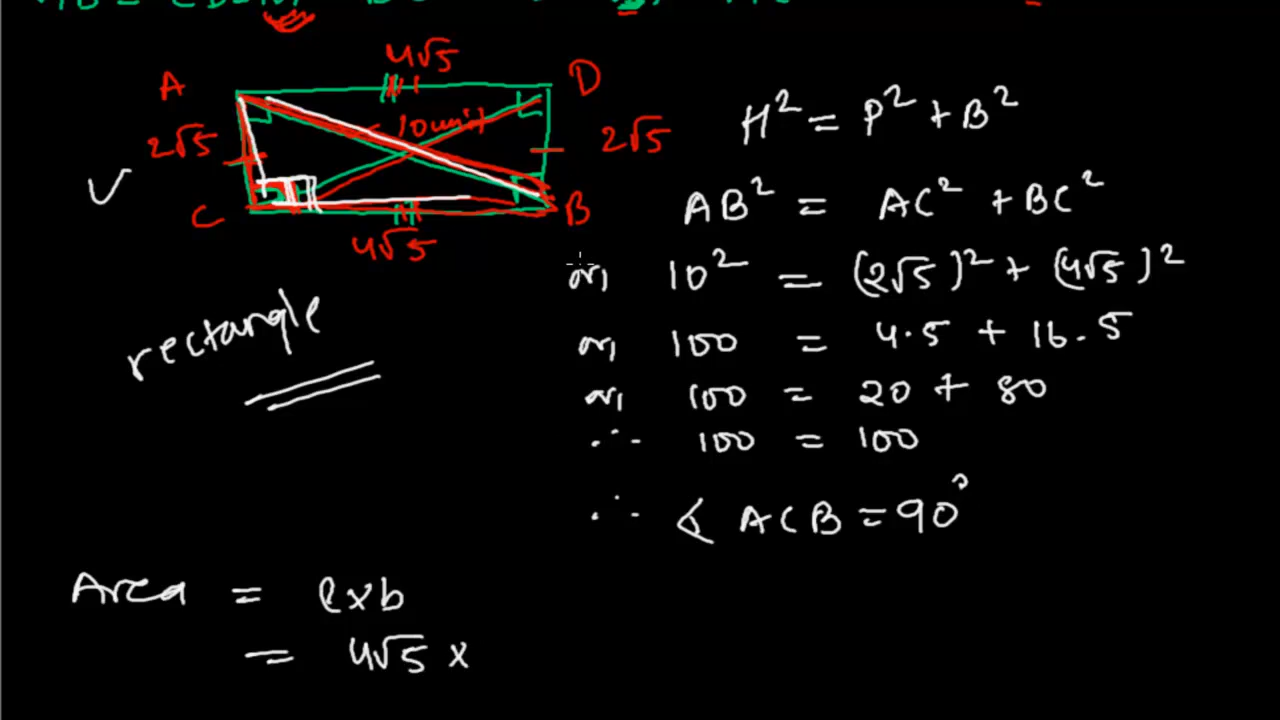 4√5
A
D
10 unit
2√5
2√5
C
B
4√5
rectangle
H² = P² + B²
AB² = AC² + BC²
or, 10² = (2√5)² + (4√5)²
or, 100 = 4·5 + 16·5
or, 100 = 20 + 80
∴ 100 = 100
∴ ∢ ACB = 90°
Area = l x b
= 4√5 x